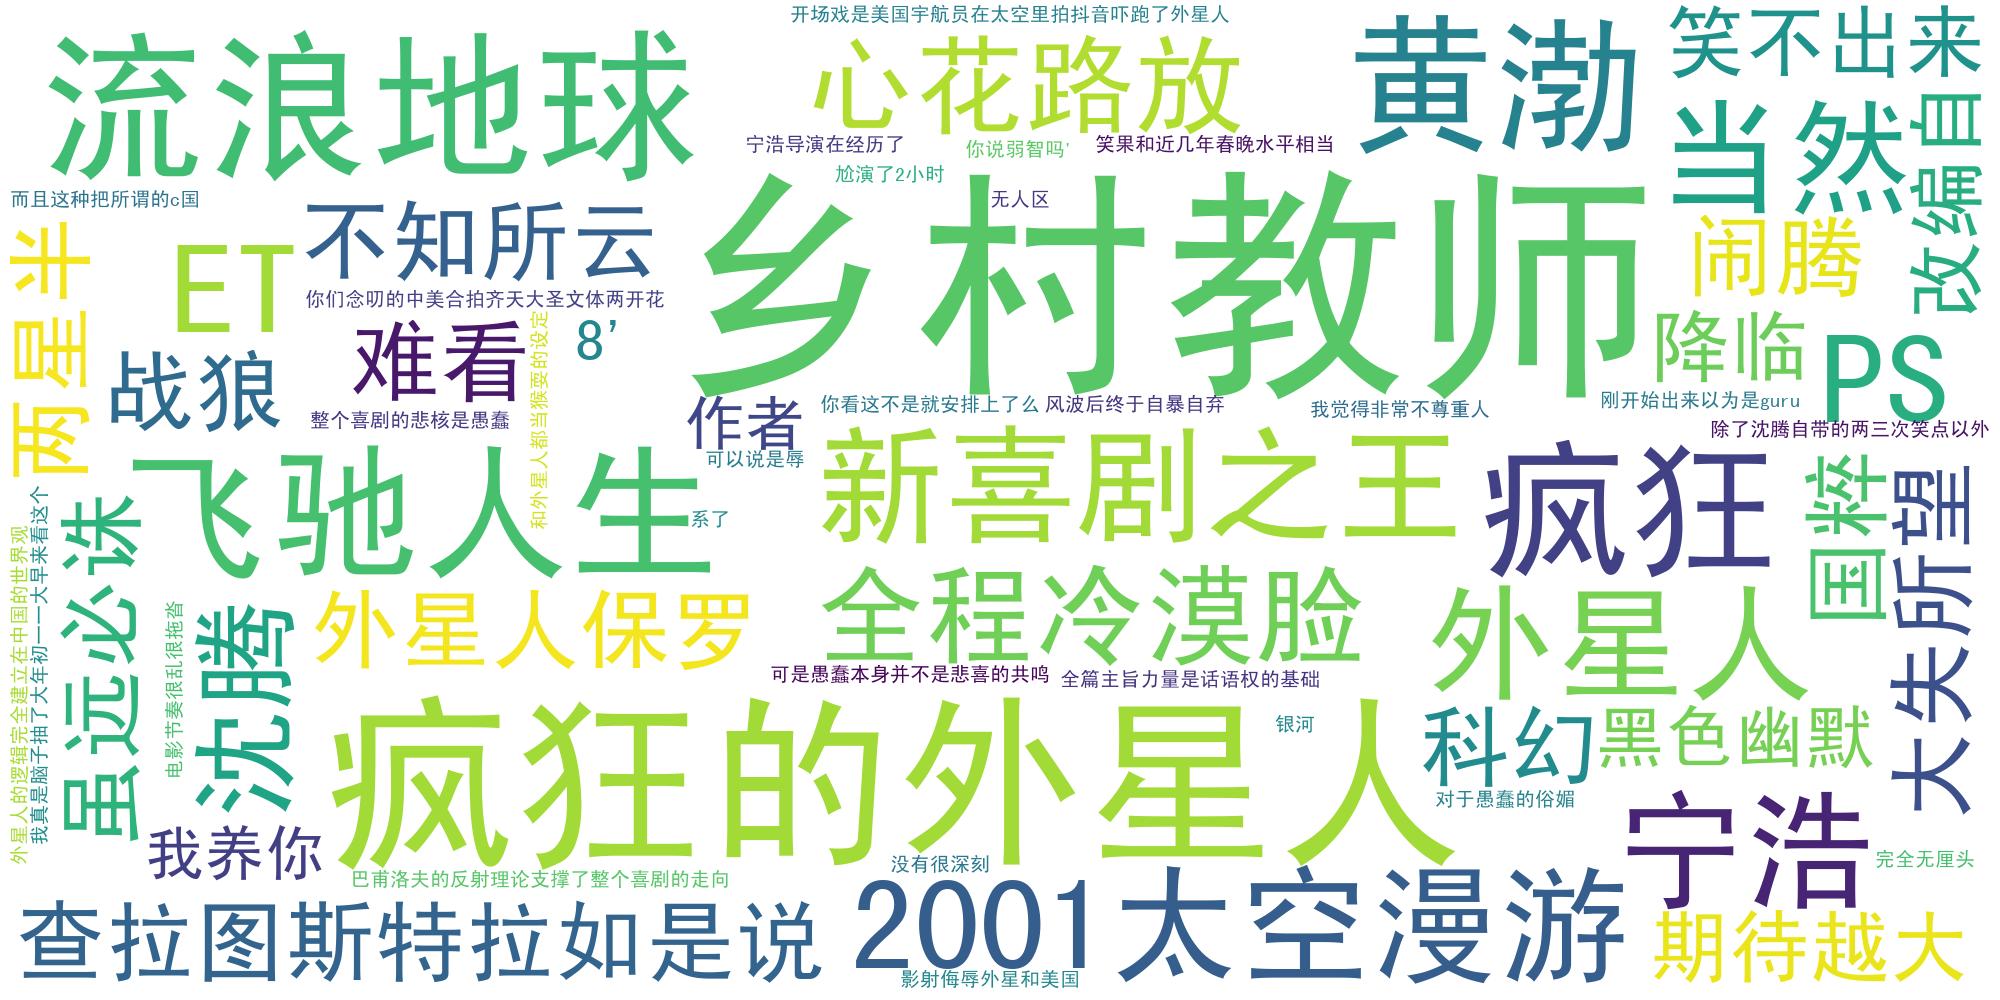 开场戏是美国宇航员在太空里拍抖音吓跑了外星人
流浪地球
心花路放
黄渤
笑不出来
当然
改编自
宁浩导演在经历了
你说弱智吗'
笑果和近几年春晚水平相当
尬演了2小时
无人区
而且这种把所谓的c国
不知所云
乡村教师
两星半
ET
闹腾
你们念叨的中美合拍齐天大圣文体两开花
难看
和外星人都当猴耍的设定
8'
降临
PS
战狼
整个喜剧的悲核是愚蠢
作者
你看这不是就安排上了么
风波后终于自暴自弃
我觉得非常不尊重人
刚开始出来以为是guru
除了沈腾自带的两三次笑点以外
可以说是辱
飞驰人生
系了
新喜剧之王
疯狂
国粹
大失所望
外星人的逻辑完全建立在中国的世界观
我真是脑子抽了大年初一一大早来看这个
虽远必诛
电影节奏很乱很拖沓
沈腾
外星人保罗
全程冷漠脸
外星人
可是愚蠢本身并不是悲喜的共鸣
全篇主旨力量是话语权的基础
疯狂的外星人
银河
科幻
黑色幽默
对于愚蠢的俗媚
宁浩
我养你
没有很深刻
完全无厘头
巴甫洛夫的反射理论支撑了整个喜剧的走向
查拉图斯特拉如是说
2001太空漫游
期待越大
影射侮辱外星和美国